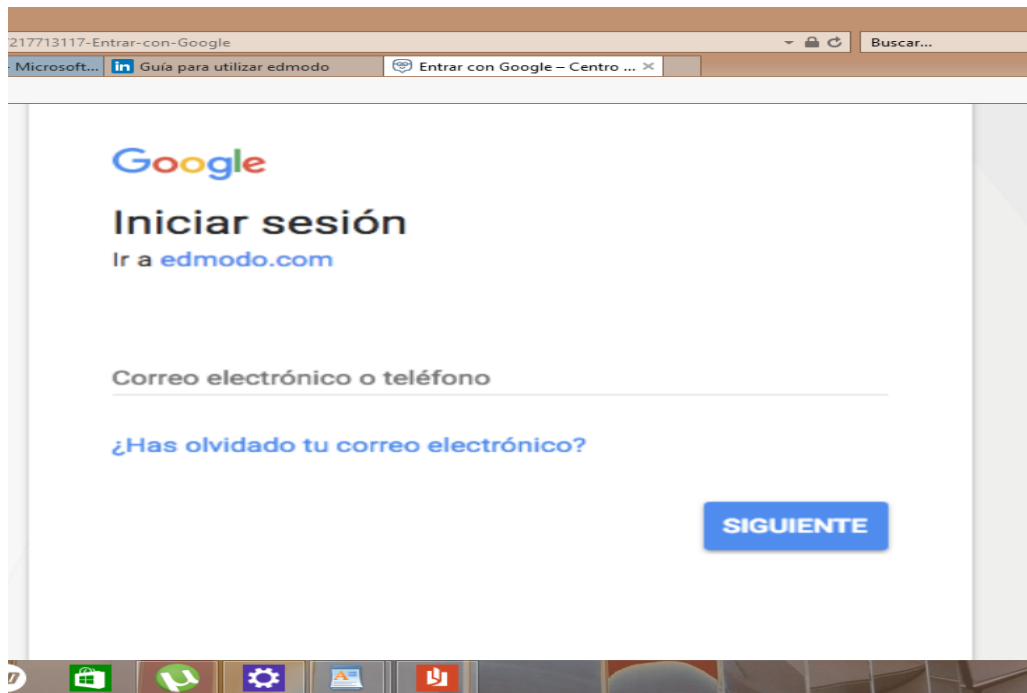 217713117-Entrar-con-Google
Buscar...
Microsoft...
Guía para utilizar edmodo
Entrar con Google – Centro ...
Google
Iniciar sesión
Ir a edmodo.com
Correo electrónico o teléfono
¿Has olvidado tu correo electrónico?
SIGUIENTE